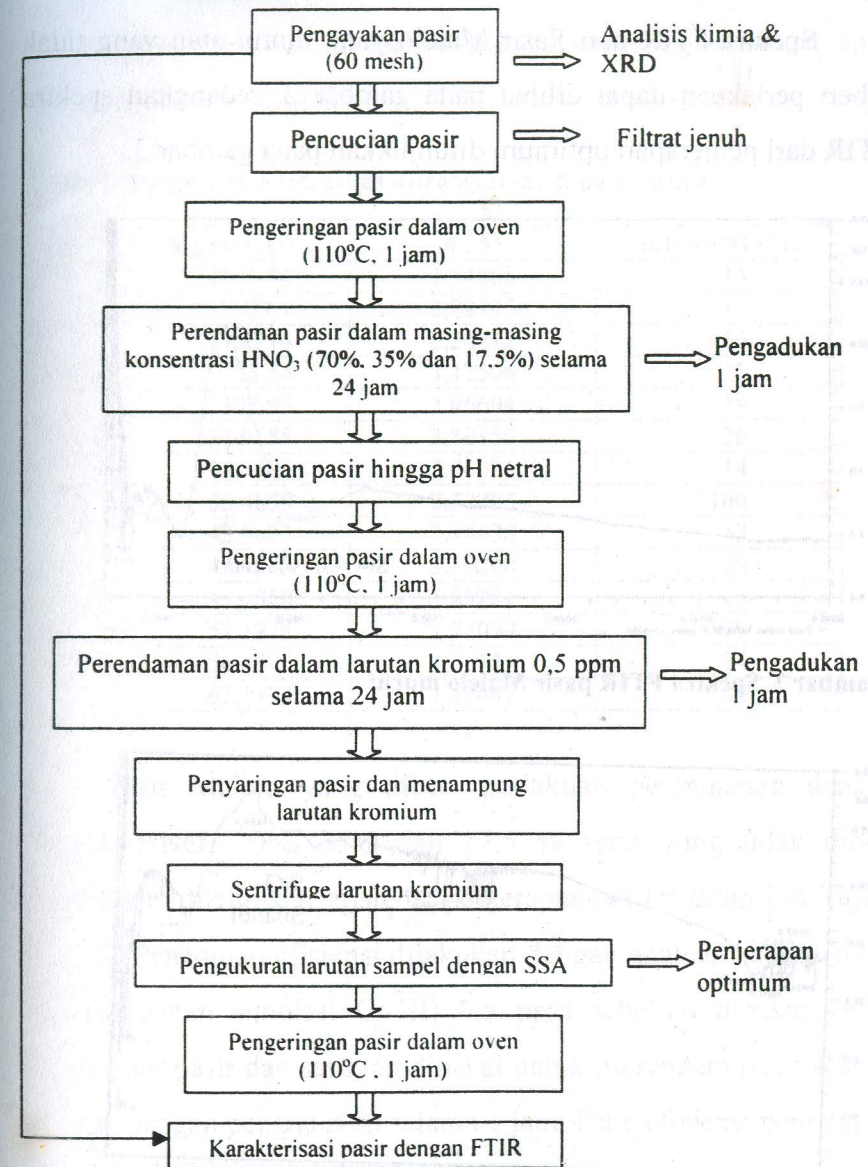 Pengayakan pasir
(60 mesh)
Analisis kimia &
XRD
Pencucian pasir
Filtrat jenuh
Pengeringan pasir dalam oven
(110°C, 1 jam)
Perendaman pasir dalam masing-masing
konsentrasi HNO₃ (70%, 35% dan 17,5%) selama
24 jam
Pengadukan
1 jam
Pencucian pasir hingga pH netral
Pengeringan pasir dalam oven
(110°C, 1 jam)
Perendaman pasir dalam larutan kromium 0,5 ppm
selama 24 jam
Pengadukan
1 jam
Penyaringan pasir dan menampung
larutan kromium
Sentrifuge larutan kromium
Pengukuran larutan sampel dengan SSA
Penjerapan
optimum
Pengeringan pasir dalam oven
(110°C, 1 jam)
Karakterisasi pasir dengan FTIR